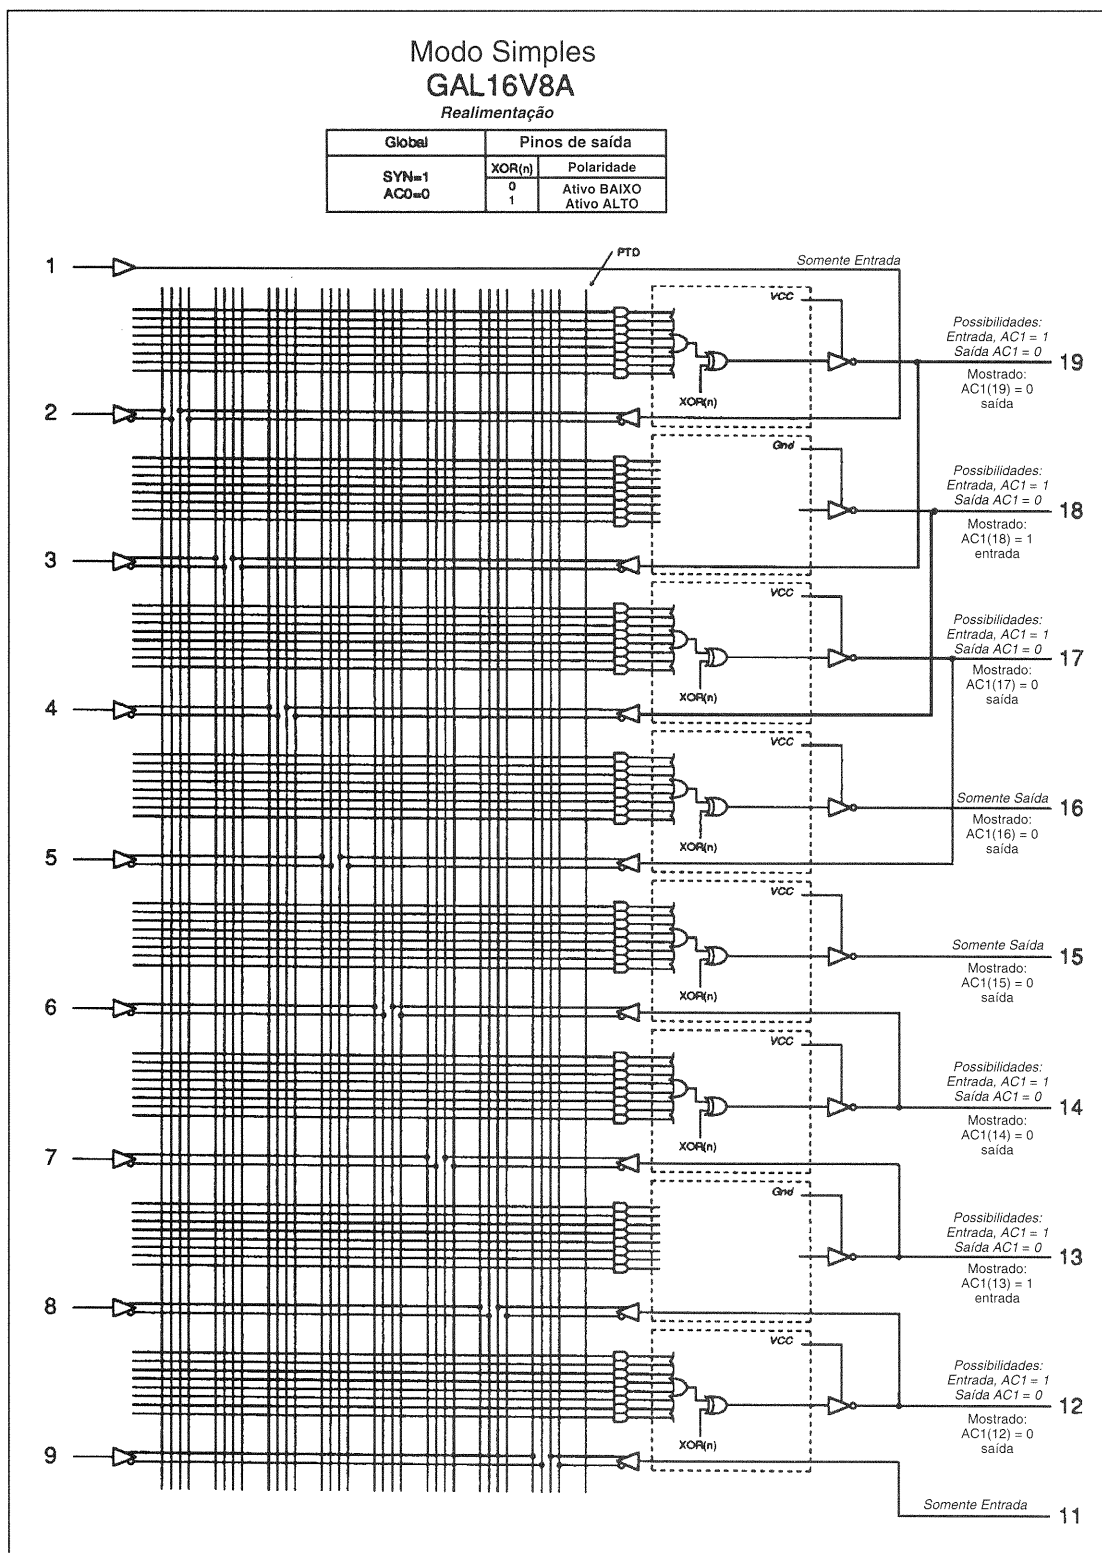 Modo Simples
GAL16V8A
Realimentação
Global
Pinos de saída
SYN=1
AC0=0
XOR(n)
Polaridade
0
Ativo BAIXO
1
Ativo ALTO
PTD
1
Somente Entrada
VCC
XOR(n)
Possibilidades:
Entrada, AC1 = 1
Saída AC1 = 0
19
Mostrado:
AC1(19) = 0
saída
2
Gnd
Possibilidades:
Entrada, AC1 = 1
Saída AC1 = 0
18
Mostrado:
AC1(18) = 1
entrada
3
VCC
XOR(n)
Possibilidades:
Entrada, AC1 = 1
Saída AC1 = 0
17
Mostrado:
AC1(17) = 0
saída
4
VCC
XOR(n)
Somente Saída
16
Mostrado:
AC1(16) = 0
saída
5
VCC
XOR(n)
Somente Saída
15
Mostrado:
AC1(15) = 0
saída
6
VCC
XOR(n)
Possibilidades:
Entrada, AC1 = 1
Saída AC1 = 0
14
Mostrado:
AC1(14) = 0
saída
7
Gnd
Possibilidades:
Entrada, AC1 = 1
Saída AC1 = 0
13
Mostrado:
AC1(13) = 1
entrada
8
VCC
XOR(n)
Possibilidades:
Entrada, AC1 = 1
Saída AC1 = 0
12
Mostrado:
AC1(12) = 0
saída
9
Somente Entrada
11